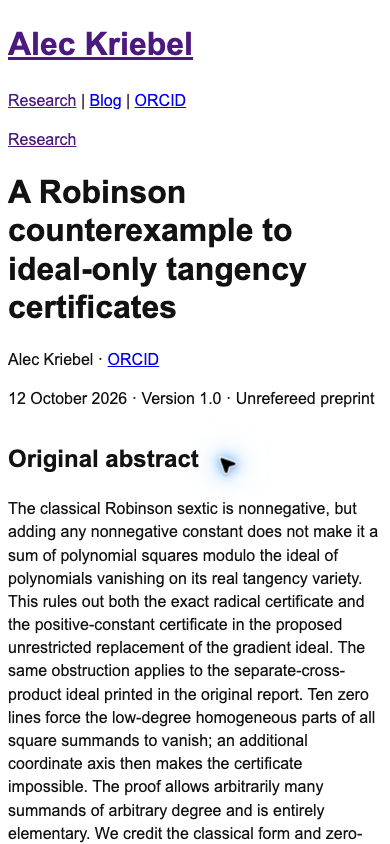 Alec Kriebel
Research | Blog | ORCID
Research
A Robinson
counterexample to
ideal-only tangency
certificates
Alec Kriebel · ORCID
12 October 2026 · Version 1.0 · Unrefereed preprint
Original abstract
The classical Robinson sextic is nonnegative, but
adding any nonnegative constant does not make it a
sum of polynomial squares modulo the ideal of
polynomials vanishing on its real tangency variety.
This rules out both the exact radical certificate and
the positive-constant certificate in the proposed
unrestricted replacement of the gradient ideal. The
same obstruction applies to the separate-cross-
product ideal printed in the original report. Ten zero
lines force the low-degree homogeneous parts of all
square summands to vanish; an additional
coordinate axis then makes the certificate
impossible. The proof allows arbitrarily many
summands of arbitrary degree and is entirely
elementary. We credit the classical form and zero-